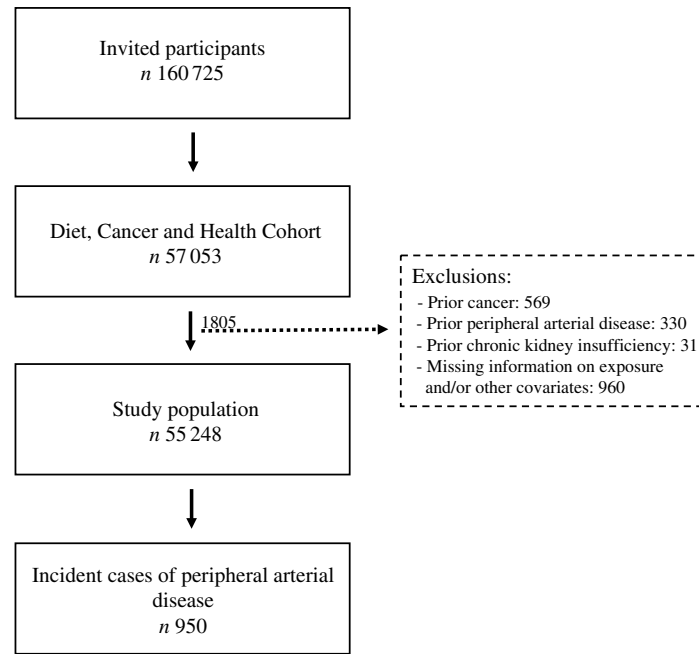 Invited participants
n 160 725
Diet, Cancer and Health Cohort
n 57 053
1805
Exclusions:
- Prior cancer: 569
- Prior peripheral arterial disease: 330
- Prior chronic kidney insufficiency: 31
- Missing information on exposure
and/or other covariates: 960
Study population
n 55 248
Incident cases of peripheral arterial
disease
n 950